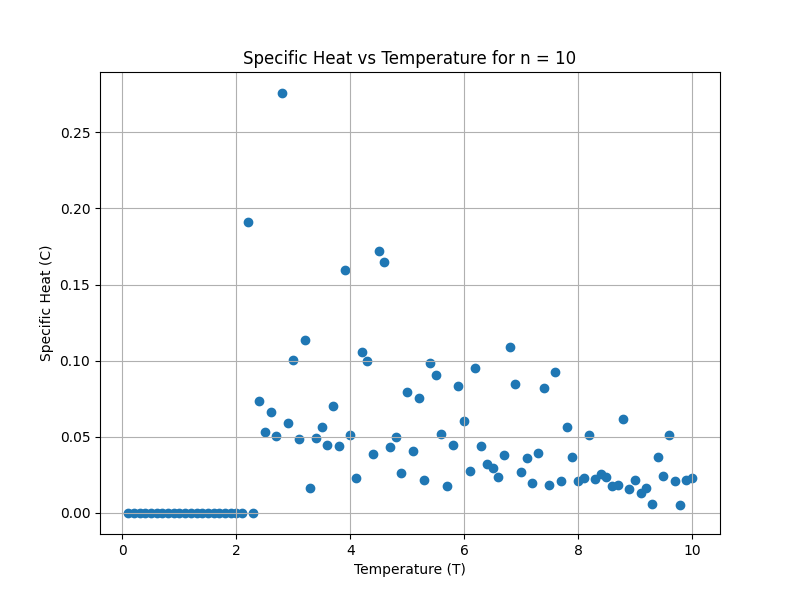 Specific Heat vs Temperature for n = 10
Specific Heat (C)
0.25
0.20
0.15
0.10
0.05
0.00
0 2 4 6 8 10
Temperature (T)